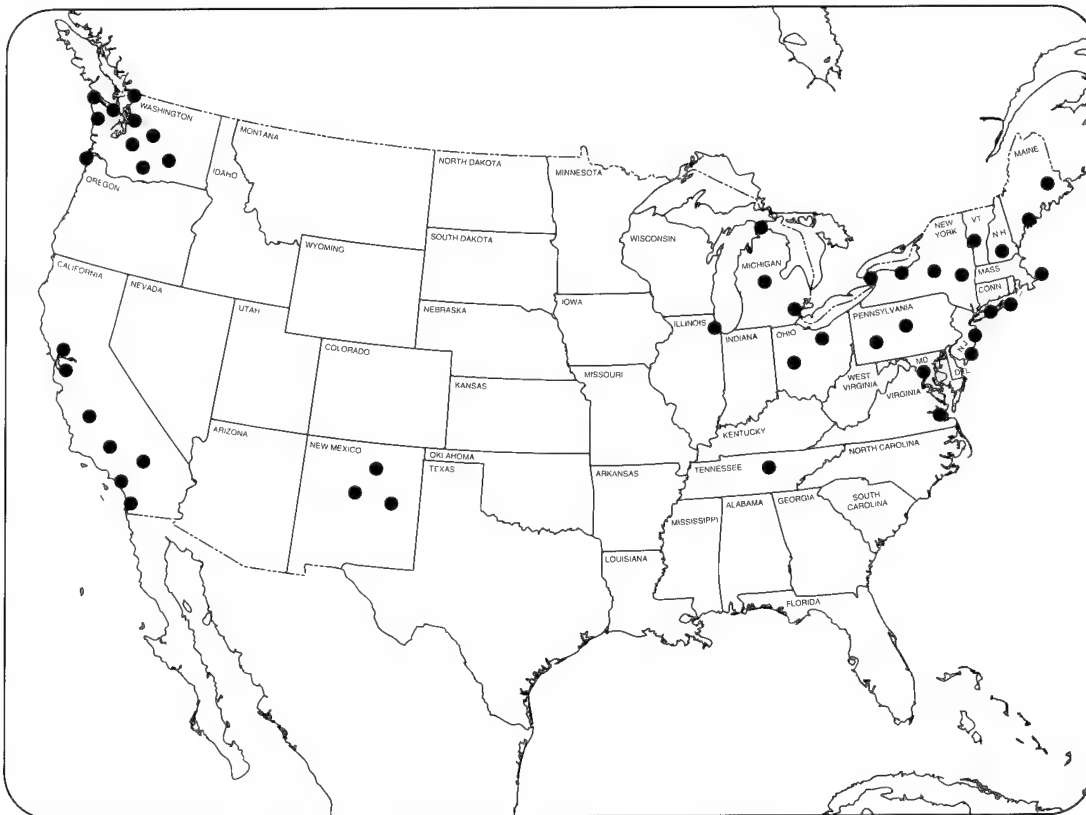 WASHINGTON
MONTANA
NORTH DAKOTA
MINNESOTA
MAINE
IDAHO
OREGON
VT
NEW
YORK
N H
WYOMING
SOUTH DAKOTA
WISCONSIN
MICHIGAN
MASS
CALIFORNIA
NEVADA
CONN
UTAH
NEBRASKA
IOWA
ILLINOIS
INDIANA
OHIO
PENNSYLVANIA
N J
COLORADO
KANSAS
MISSOURI
WEST
VIRGINIA
MD
DEL
VIRGINIA
KENTUCKY
ARIZONA
NEW MEXICO
OKLAHOMA
TEXAS
ARKANSAS
TENNESSEE
NORTH CAROLINA
SOUTH
CAROLINA
MISSISSIPPI
ALABAMA
GEORGIA
LOUISIANA
FLORIDA